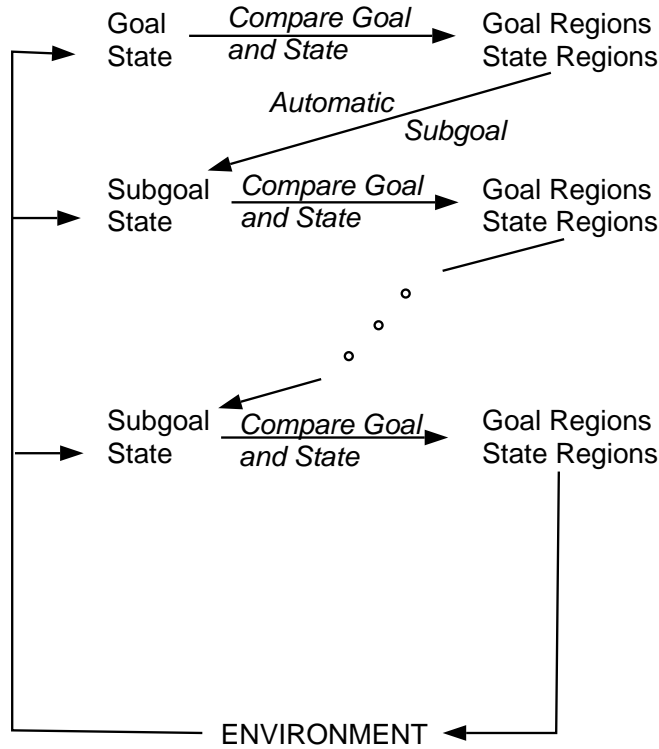 Goal
State
Compare Goal
and State
Goal Regions
State Regions
Automatic
Subgoal
Subgoal
State
Compare Goal
and State
Goal Regions
State Regions
Subgoal
State
Compare Goal
and State
Goal Regions
State Regions
ENVIRONMENT